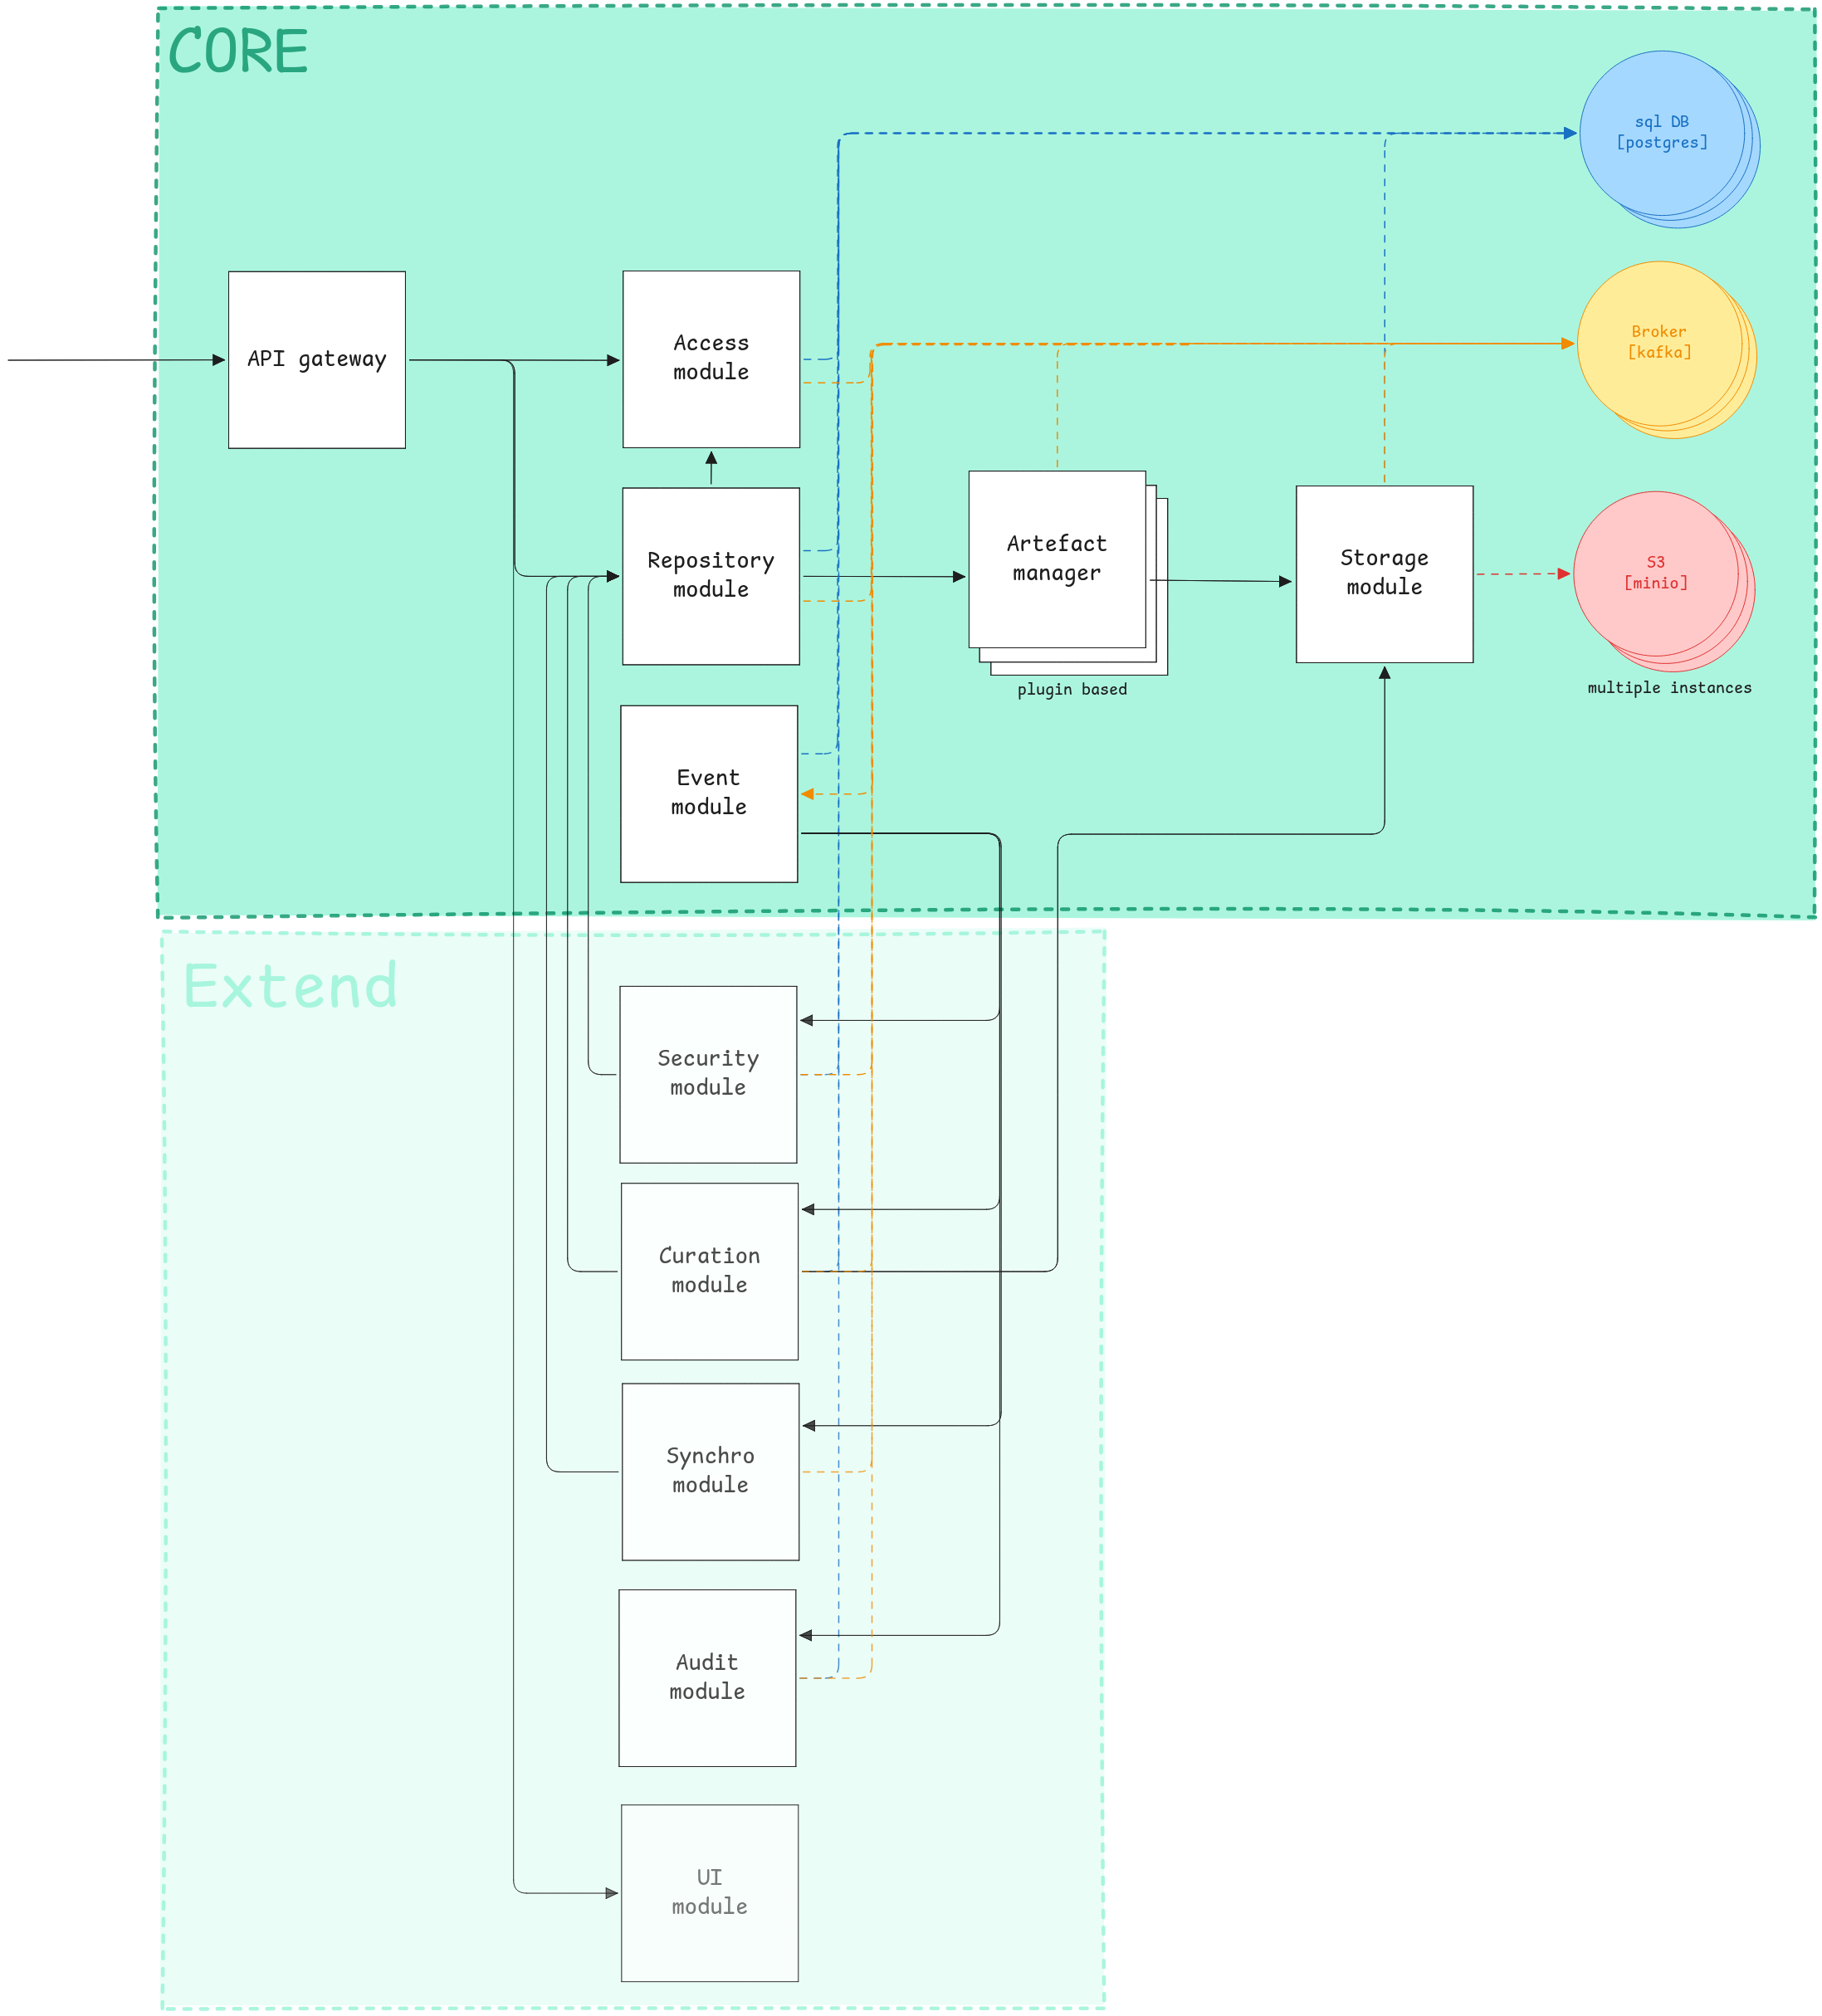 CORE
sql DB
[postgres]
API gateway
Access
module
Broker
[kafka]
Repository
module
Artefact
manager
plugin based
Storage
module
S3
[minio]
multiple instances
Event
module
Extend
Security
module
Curation
module
Synchro
module
Audit
module
UI
module